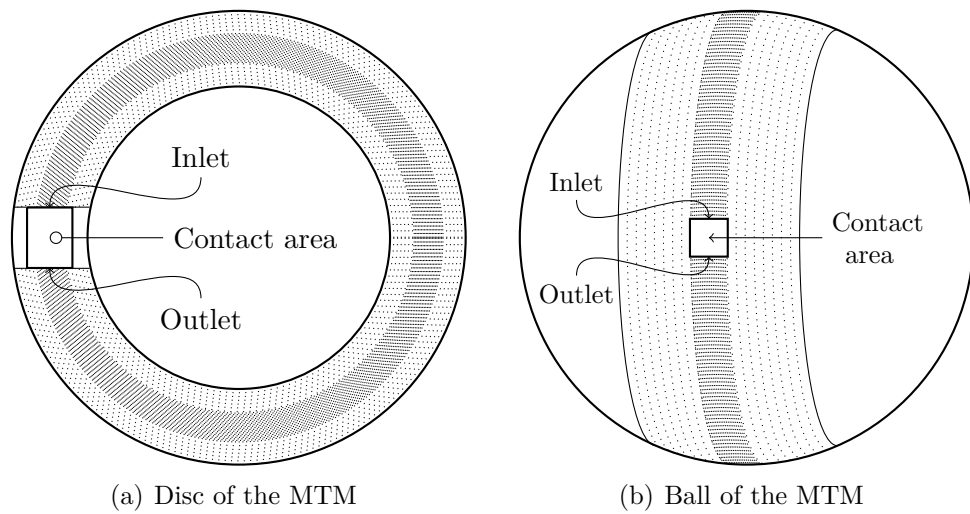 Inlet
Contact area
Outlet
(a) Disc of the MTM
Inlet
Contact
area
Outlet
(b) Ball of the MTM